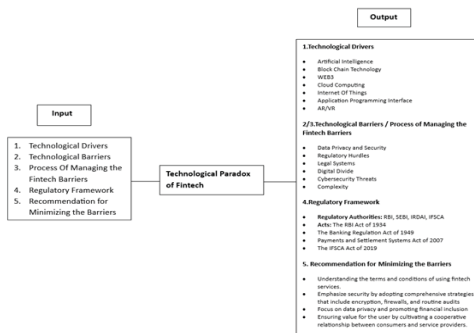 Output
1.Technological Drivers
• Artificial Intelligence
• Block Chain Technology
• WEB3
• Cloud Computing
• Internet Of Things
• Application Programming Interface
• AR/VR
2/3.Technological Barriers / Process of Managing the
Fintech Barriers
• Data Privacy and Security
• Regulatory Hurdles
• Legal Systems
• Digital Divide
• Cybersecurity Threats
• Complexity
4.Regulatory Framework
• Regulatory Authorities: RBI, SEBI, IRDAI, IFSCA
• Acts: The RBI Act of 1934
• The Banking Regulation Act of 1949
• Payments and Settlement Systems Act of 2007
• The IFSCA Act of 2019
5. Recommendation for Minimizing the Barriers
• Understanding the terms and conditions of using fintech
services.
• Emphasize security by adopting comprehensive strategies
that include encryption, firewalls, and routine audits
• Focus on data privacy and promoting financial inclusion
• Ensuring value for the user by cultivating a cooperative
relationship between consumers and service providers.
Input
1. Technological Drivers
2. Technological Barriers
3. Process Of Managing the
Fintech Barriers
4. Regulatory Framework
5. Recommendation for
Minimizing the Barriers
Technological Paradox
of Fintech